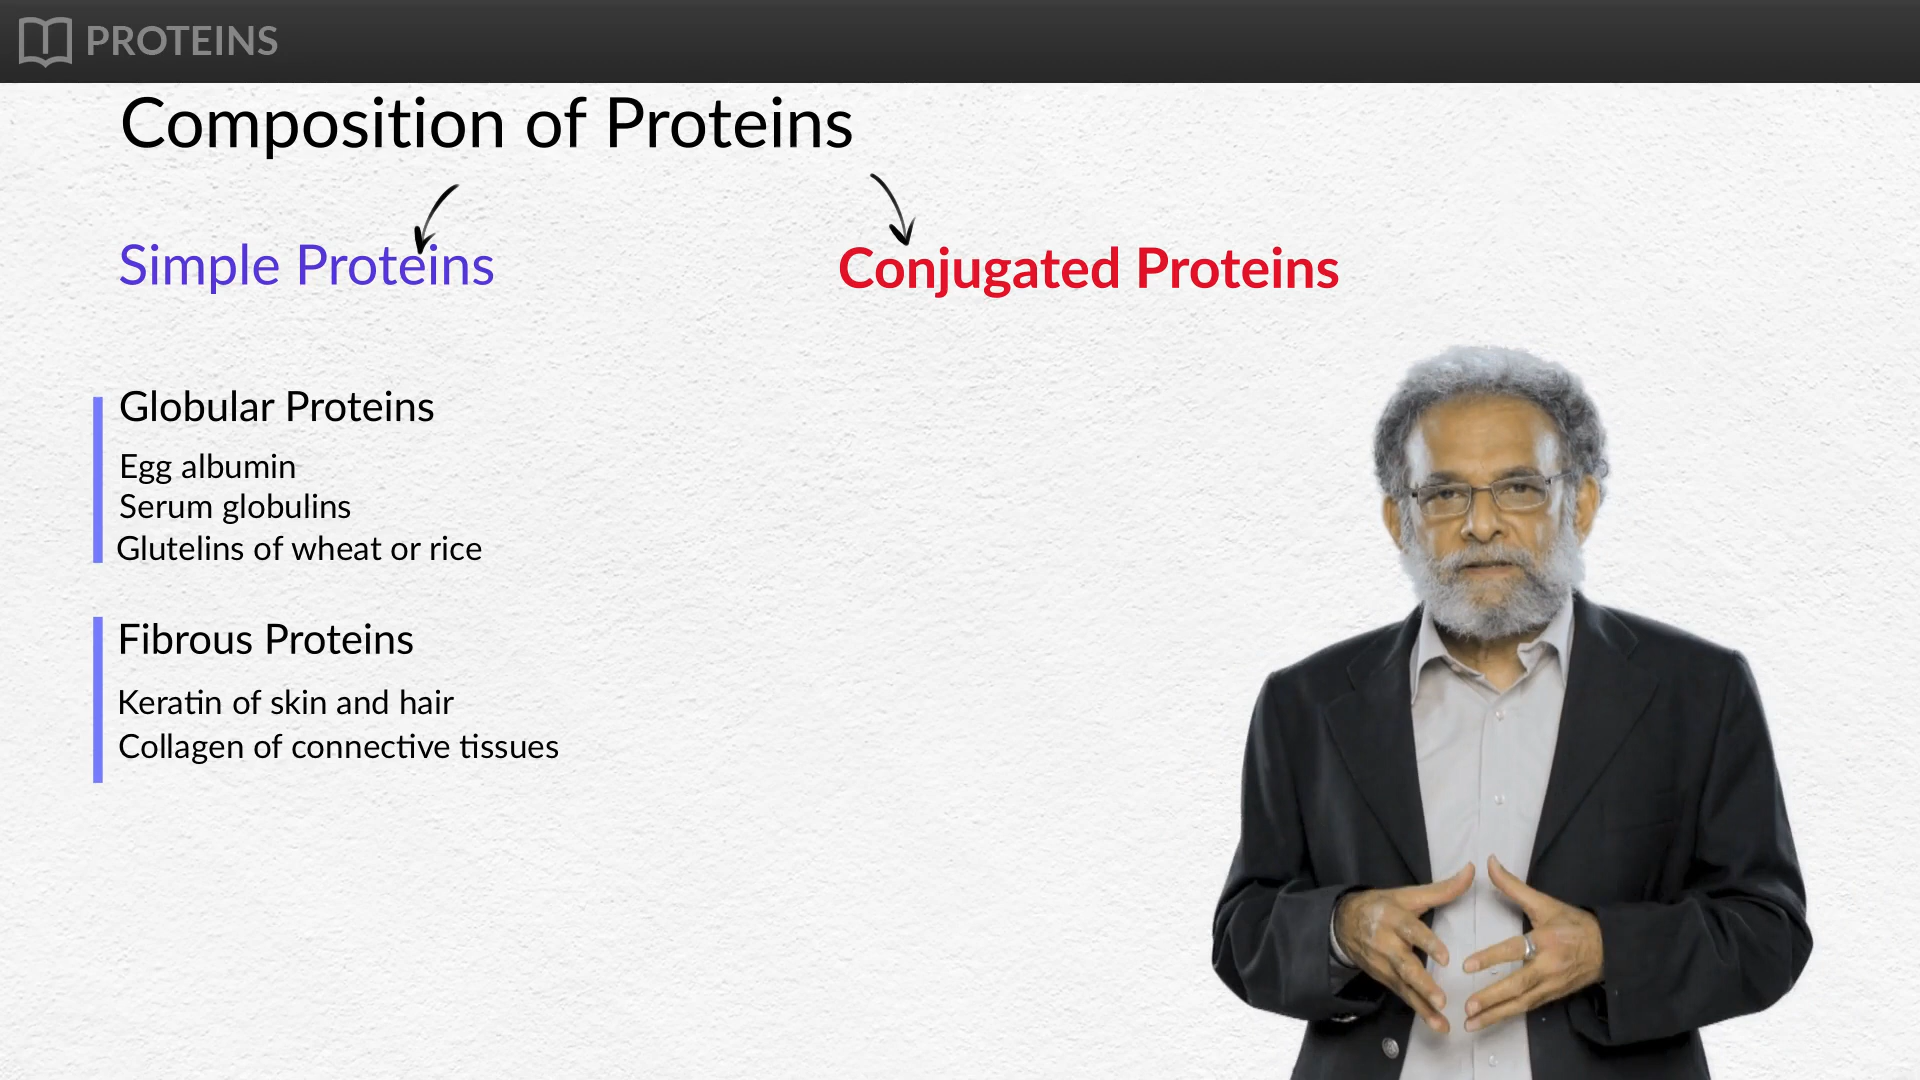 PROTEINS
Composition of Proteins
Simple Proteins
Conjugated Proteins
Globular Proteins
Egg albumin
Serum globulins
Glutelins of wheat or rice
Fibrous Proteins
Keratin of skin and hair
Collagen of connective tissues